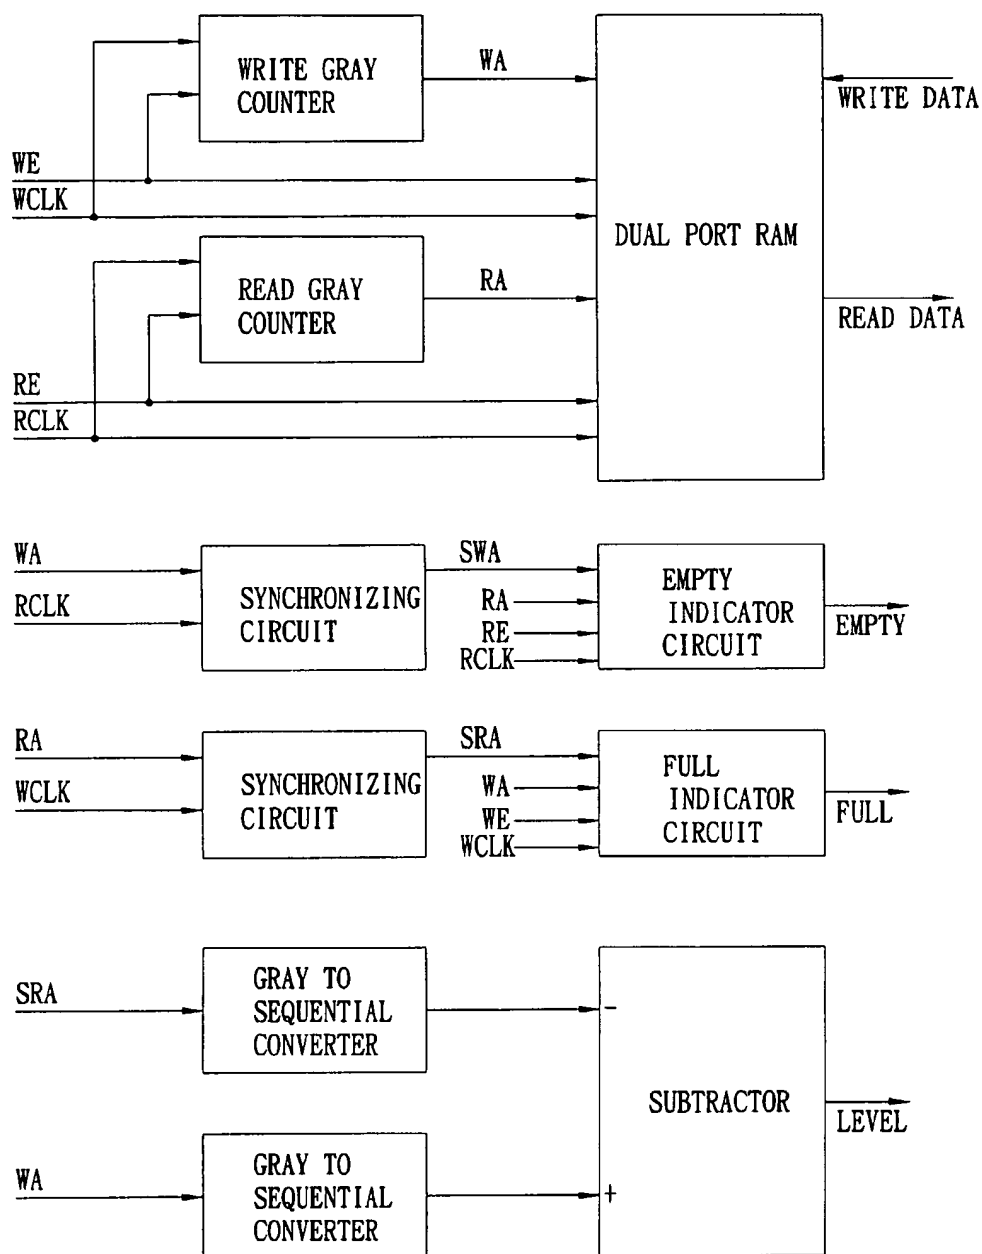 WRITE GRAY
COUNTER
WA
WRITE DATA
WE
WCLK
DUAL PORT RAM
READ GRAY
COUNTER
RA
READ DATA
RE
RCLK
WA
RCLK
SYNCHRONIZING
CIRCUIT
SWA
RA
RE
RCLK
EMPTY
INDICATOR
CIRCUIT
EMPTY
RA
WCLK
SYNCHRONIZING
CIRCUIT
SRA
WA
WE
WCLK
FULL
INDICATOR
CIRCUIT
FULL
SRA
GRAY TO
SEQUENTIAL
CONVERTER
-
SUBTRACTOR
LEVEL
WA
GRAY TO
SEQUENTIAL
CONVERTER
+